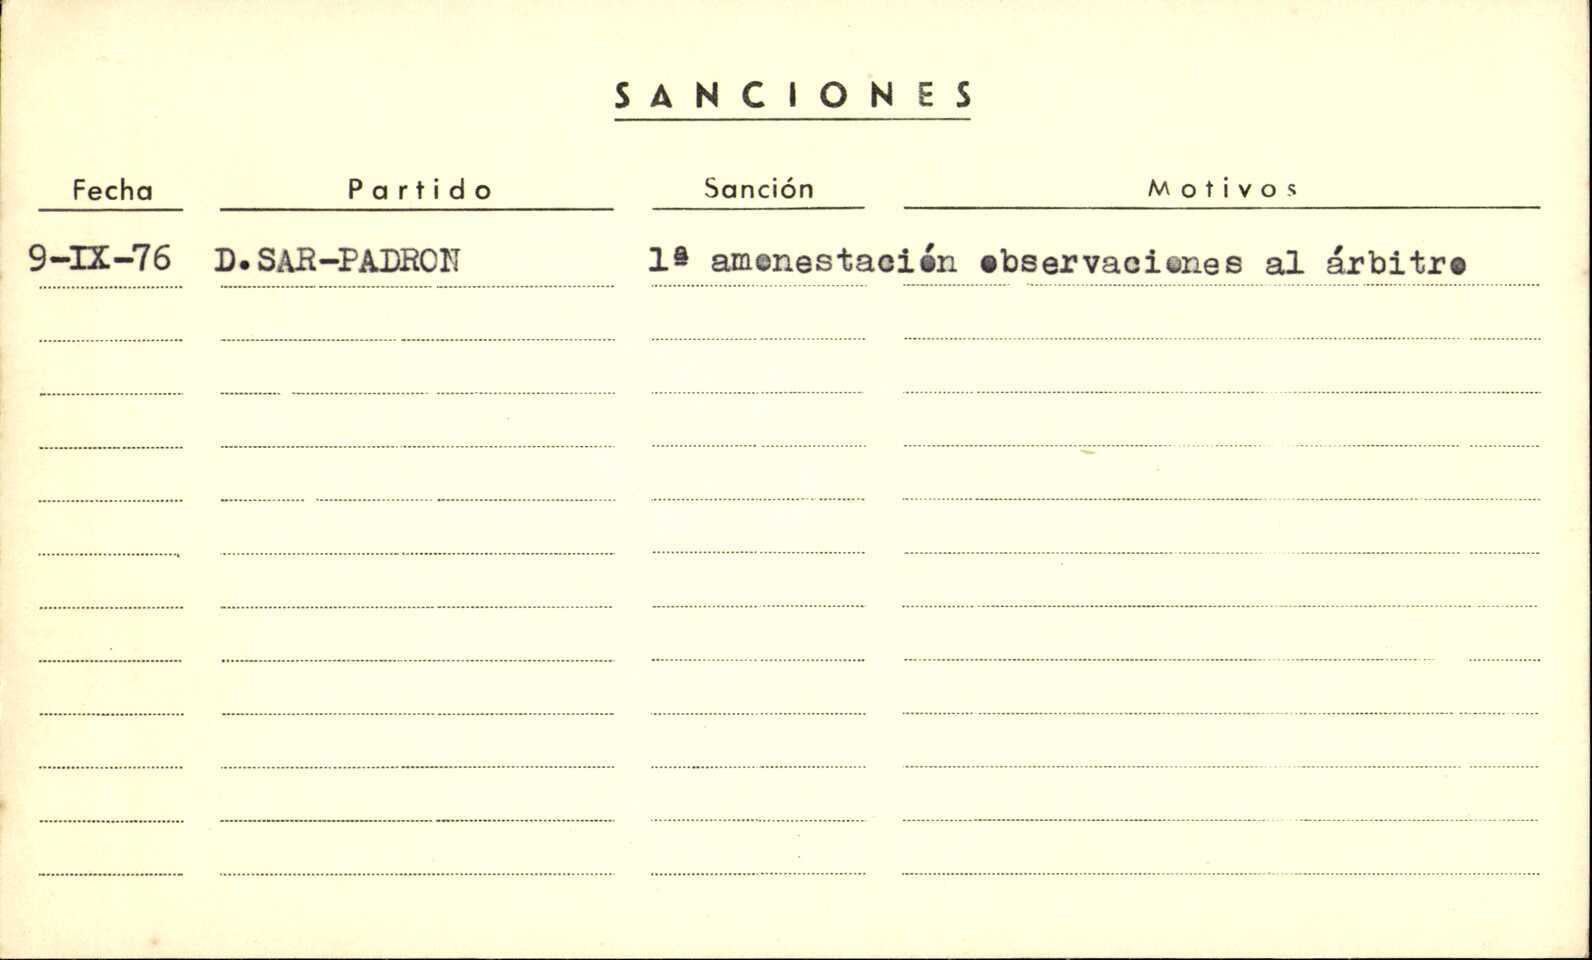 SANCIONES
Fecha Partido Sanción Motivos
9-IX-76 D.SAR-PADRON 1ª amonestación observaciones al árbitro